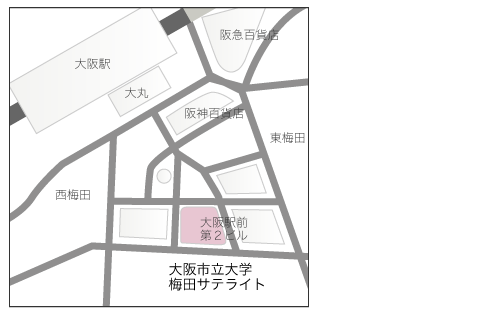 阪急百貨店
大阪駅
大丸
阪神百貨店
東梅田
西梅田
大阪駅前
第2ビル
大阪市立大学
梅田サテライト